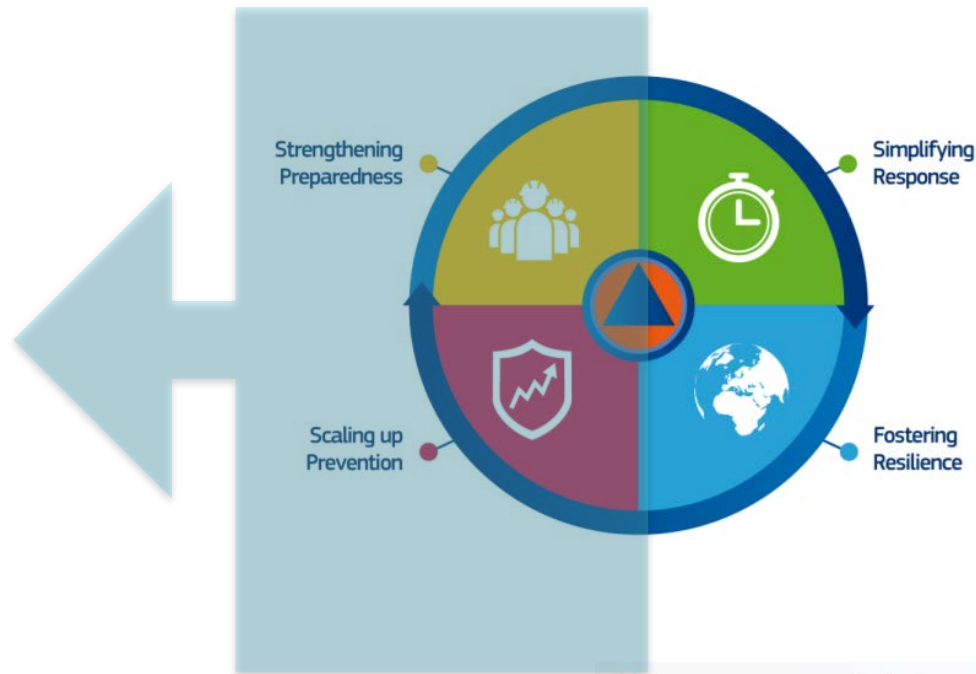 Strengthening
Preparedness
Simplifying
Response
Scaling up
Prevention
Fostering
Resilience